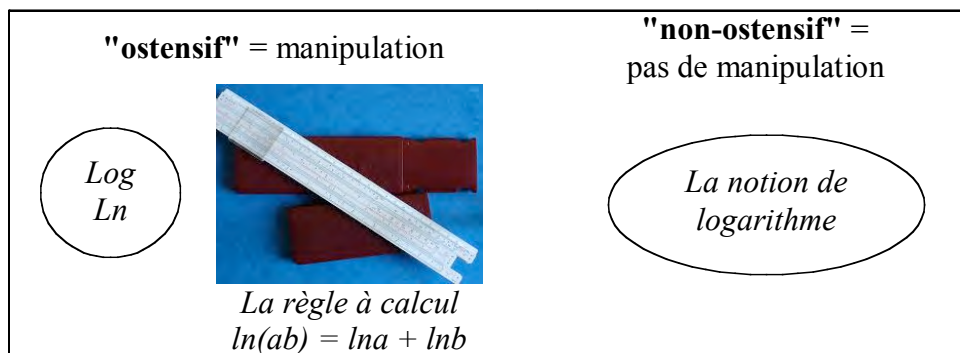 "ostensif" = manipulation
"non-ostensif" =
pas de manipulation
Log
Ln
La notion de
logarithme
La règle à calcul
ln(ab) = lna + lnb